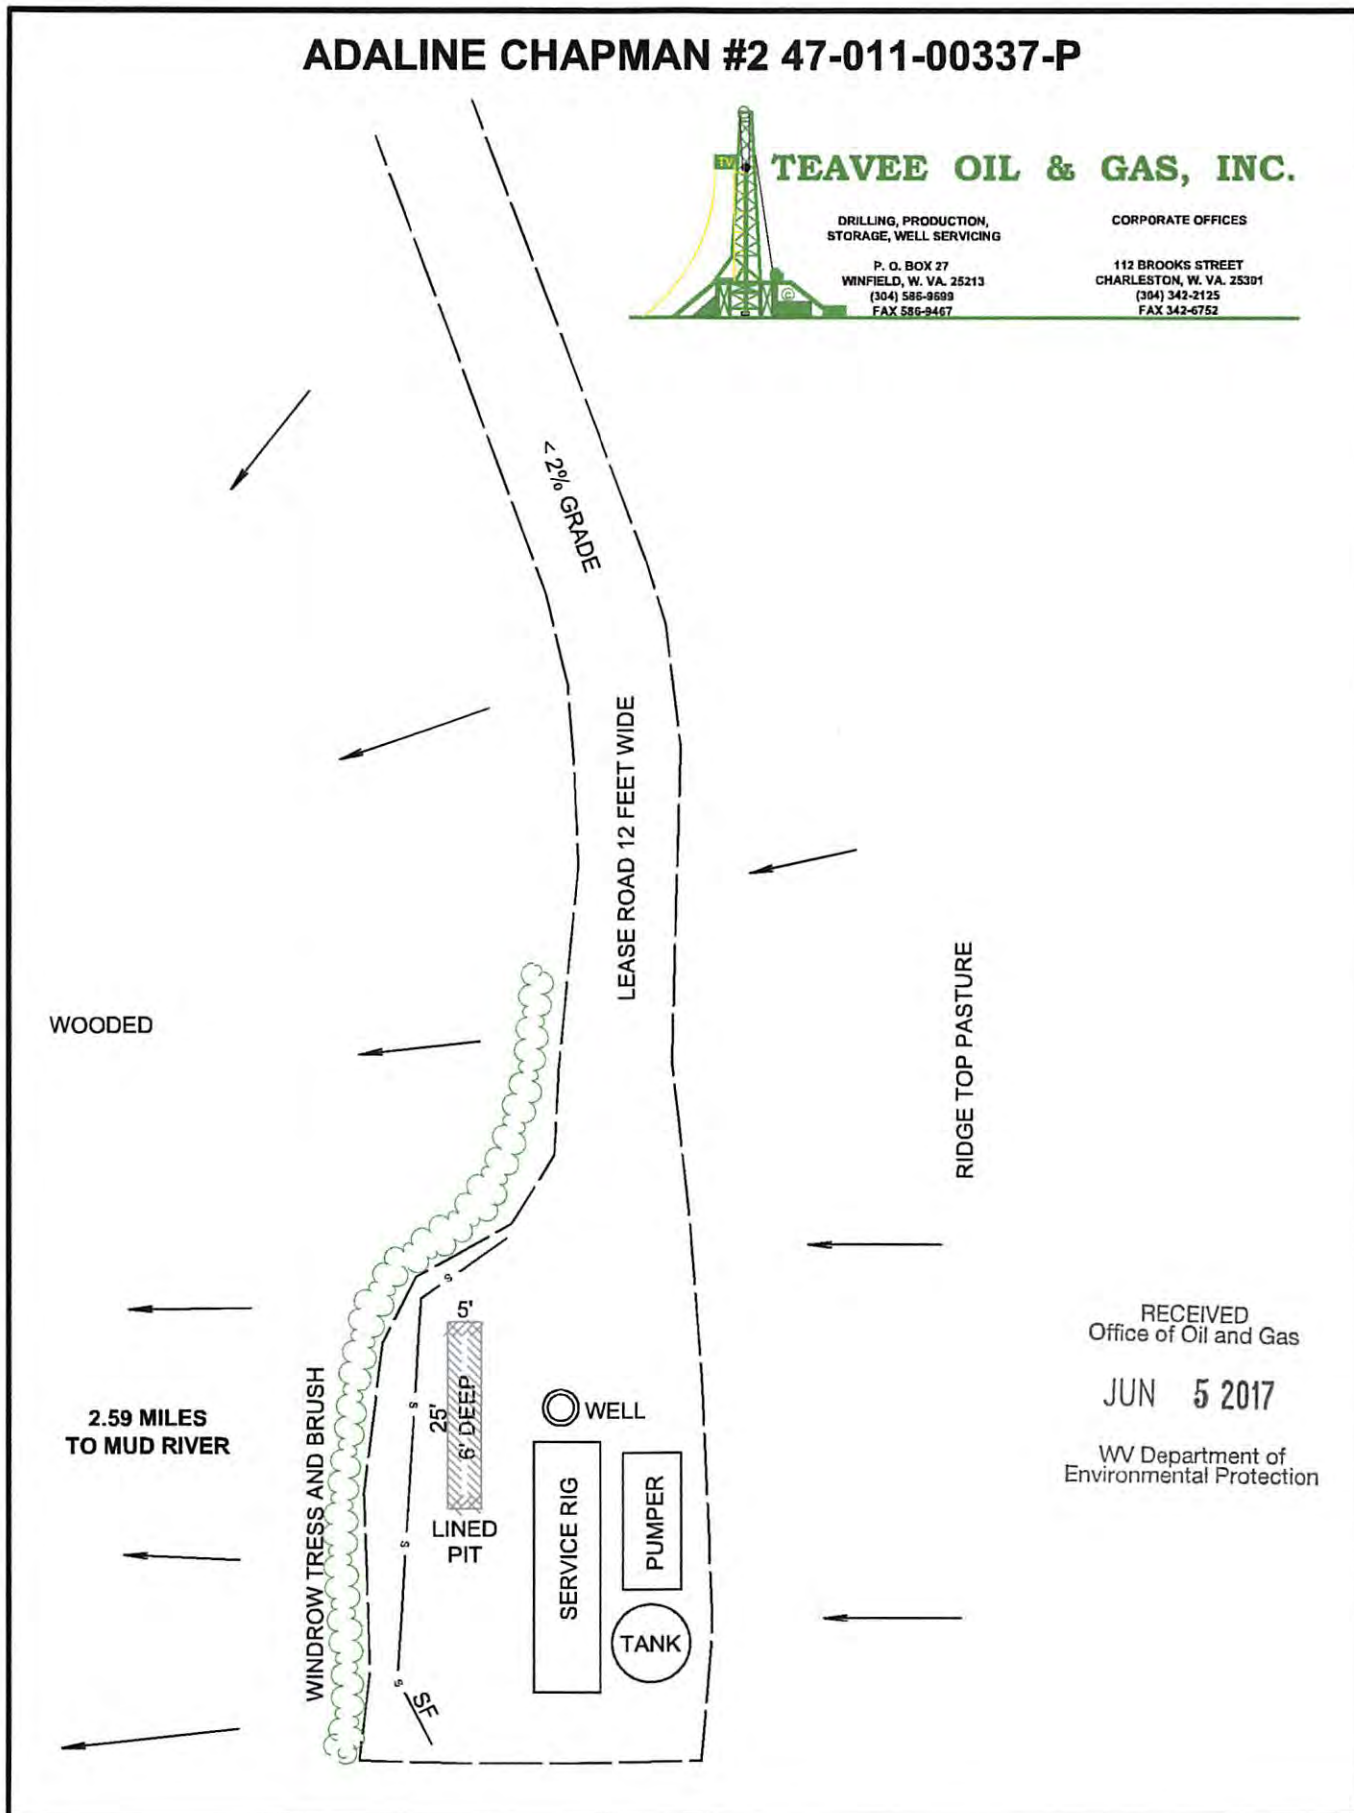 ADALINE CHAPMAN #2 47-011-00337-P
TV
TEAVEE OIL & GAS, INC.
DRILLING, PRODUCTION,
STORAGE, WELL SERVICING
P. O. BOX 27
WINFIELD, W. VA. 25213
(304) 586-9699
FAX 586-9467
CORPORATE OFFICES
112 BROOKS STREET
CHARLESTON, W. VA. 25301
(304) 342-2125
FAX 342-6752
< 2% GRADE
LEASE ROAD 12 FEET WIDE
WOODED
RIDGE TOP PASTURE
2.59 MILES
TO MUD RIVER
WINDROW TRESS AND BRUSH
s
5'
25'
6' DEEP
s
LINED
PIT
s
s
SF
WELL
SERVICE RIG
PUMPER
TANK
RECEIVED
Office of Oil and Gas
JUN 5 2017
WV Department of
Environmental Protection